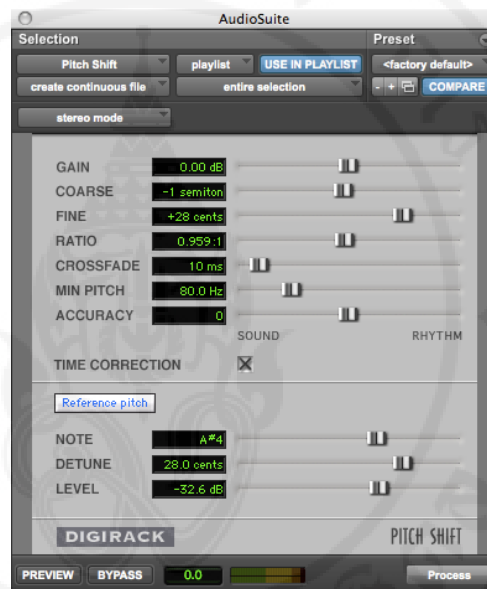 AudioSuite
Selection Preset
Pitch Shift playlist USE IN PLAYLIST <factory default>
create continuous file entire selection - + COMPARE
stereo mode
GAIN 0.00 dB
COARSE -1 semiton
FINE +28 cents
RATIO 0.959:1
CROSSFADE 10 ms
MIN PITCH 80.0 Hz
ACCURACY 0
SOUND RHYTHM
TIME CORRECTION
Reference pitch
NOTE A#4
DETUNE 28.0 cents
LEVEL -32.6 dB
DIGIRACK PITCH SHIFT
PREVIEW BYPASS 0.0 Process